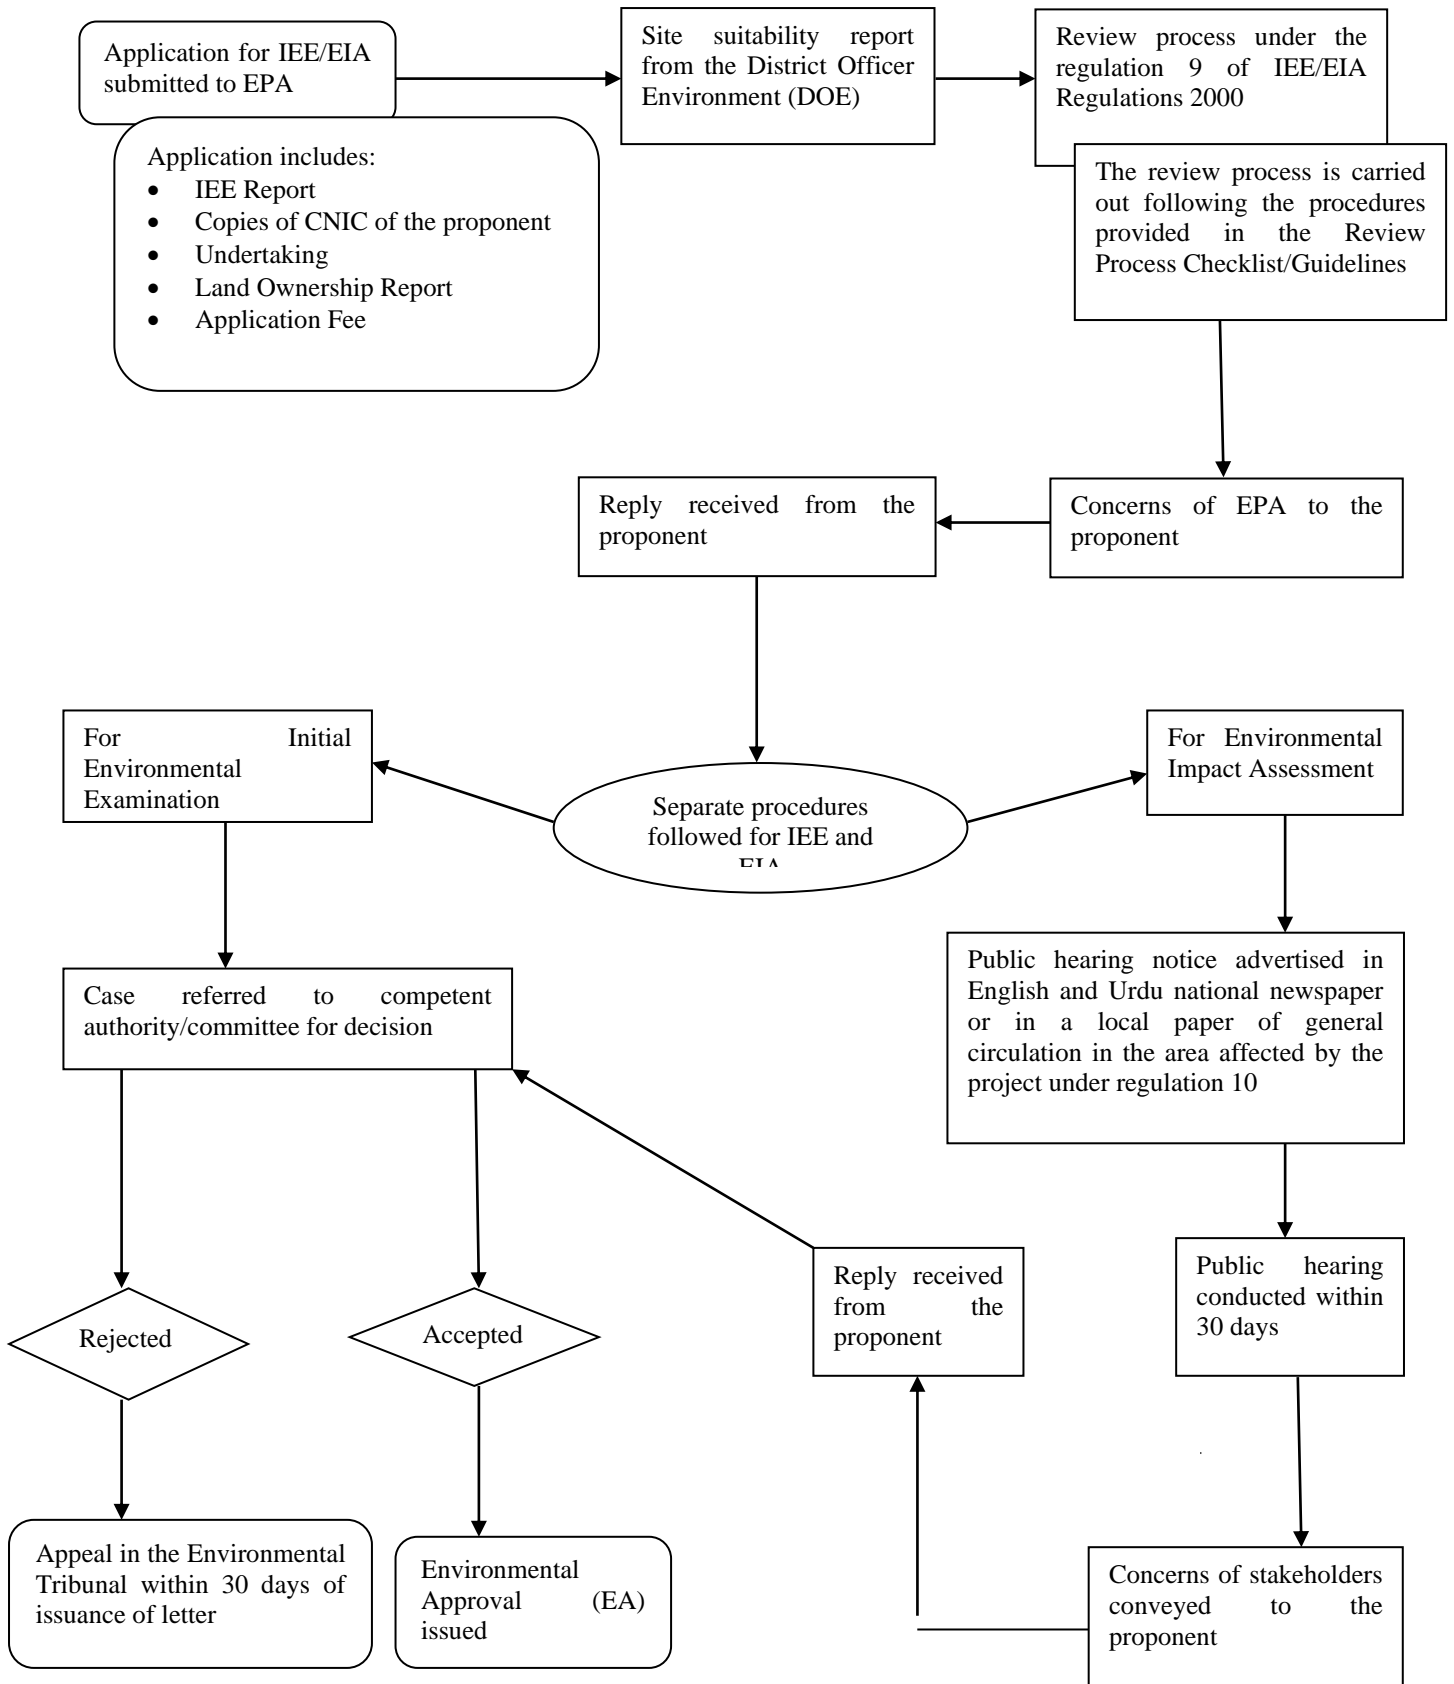 Application for IEE/EIA
submitted to EPA
Site suitability report
from the District Officer
Environment (DOE)
Review process under the
regulation 9 of IEE/EIA
Regulations 2000
Application includes:
• IEE Report
• Copies of CNIC of the proponent
• Undertaking
• Land Ownership Report
• Application Fee
The review process is carried
out following the procedures
provided in the Review
Process Checklist/Guidelines
Reply received from the
proponent
Concerns of EPA to the
proponent
For Initial
Environmental
Examination
Separate procedures
followed for IEE and
EIA
For Environmental
Impact Assessment
Case referred to competent
authority/committee for decision
Public hearing notice advertised in
English and Urdu national newspaper
or in a local paper of general
circulation in the area affected by the
project under regulation 10
Rejected
Accepted
Reply received
from the
proponent
Public hearing
conducted within
30 days
Appeal in the Environmental
Tribunal within 30 days of
issuance of letter
Environmental
Approval (EA)
issued
Concerns of stakeholders
conveyed to the
proponent